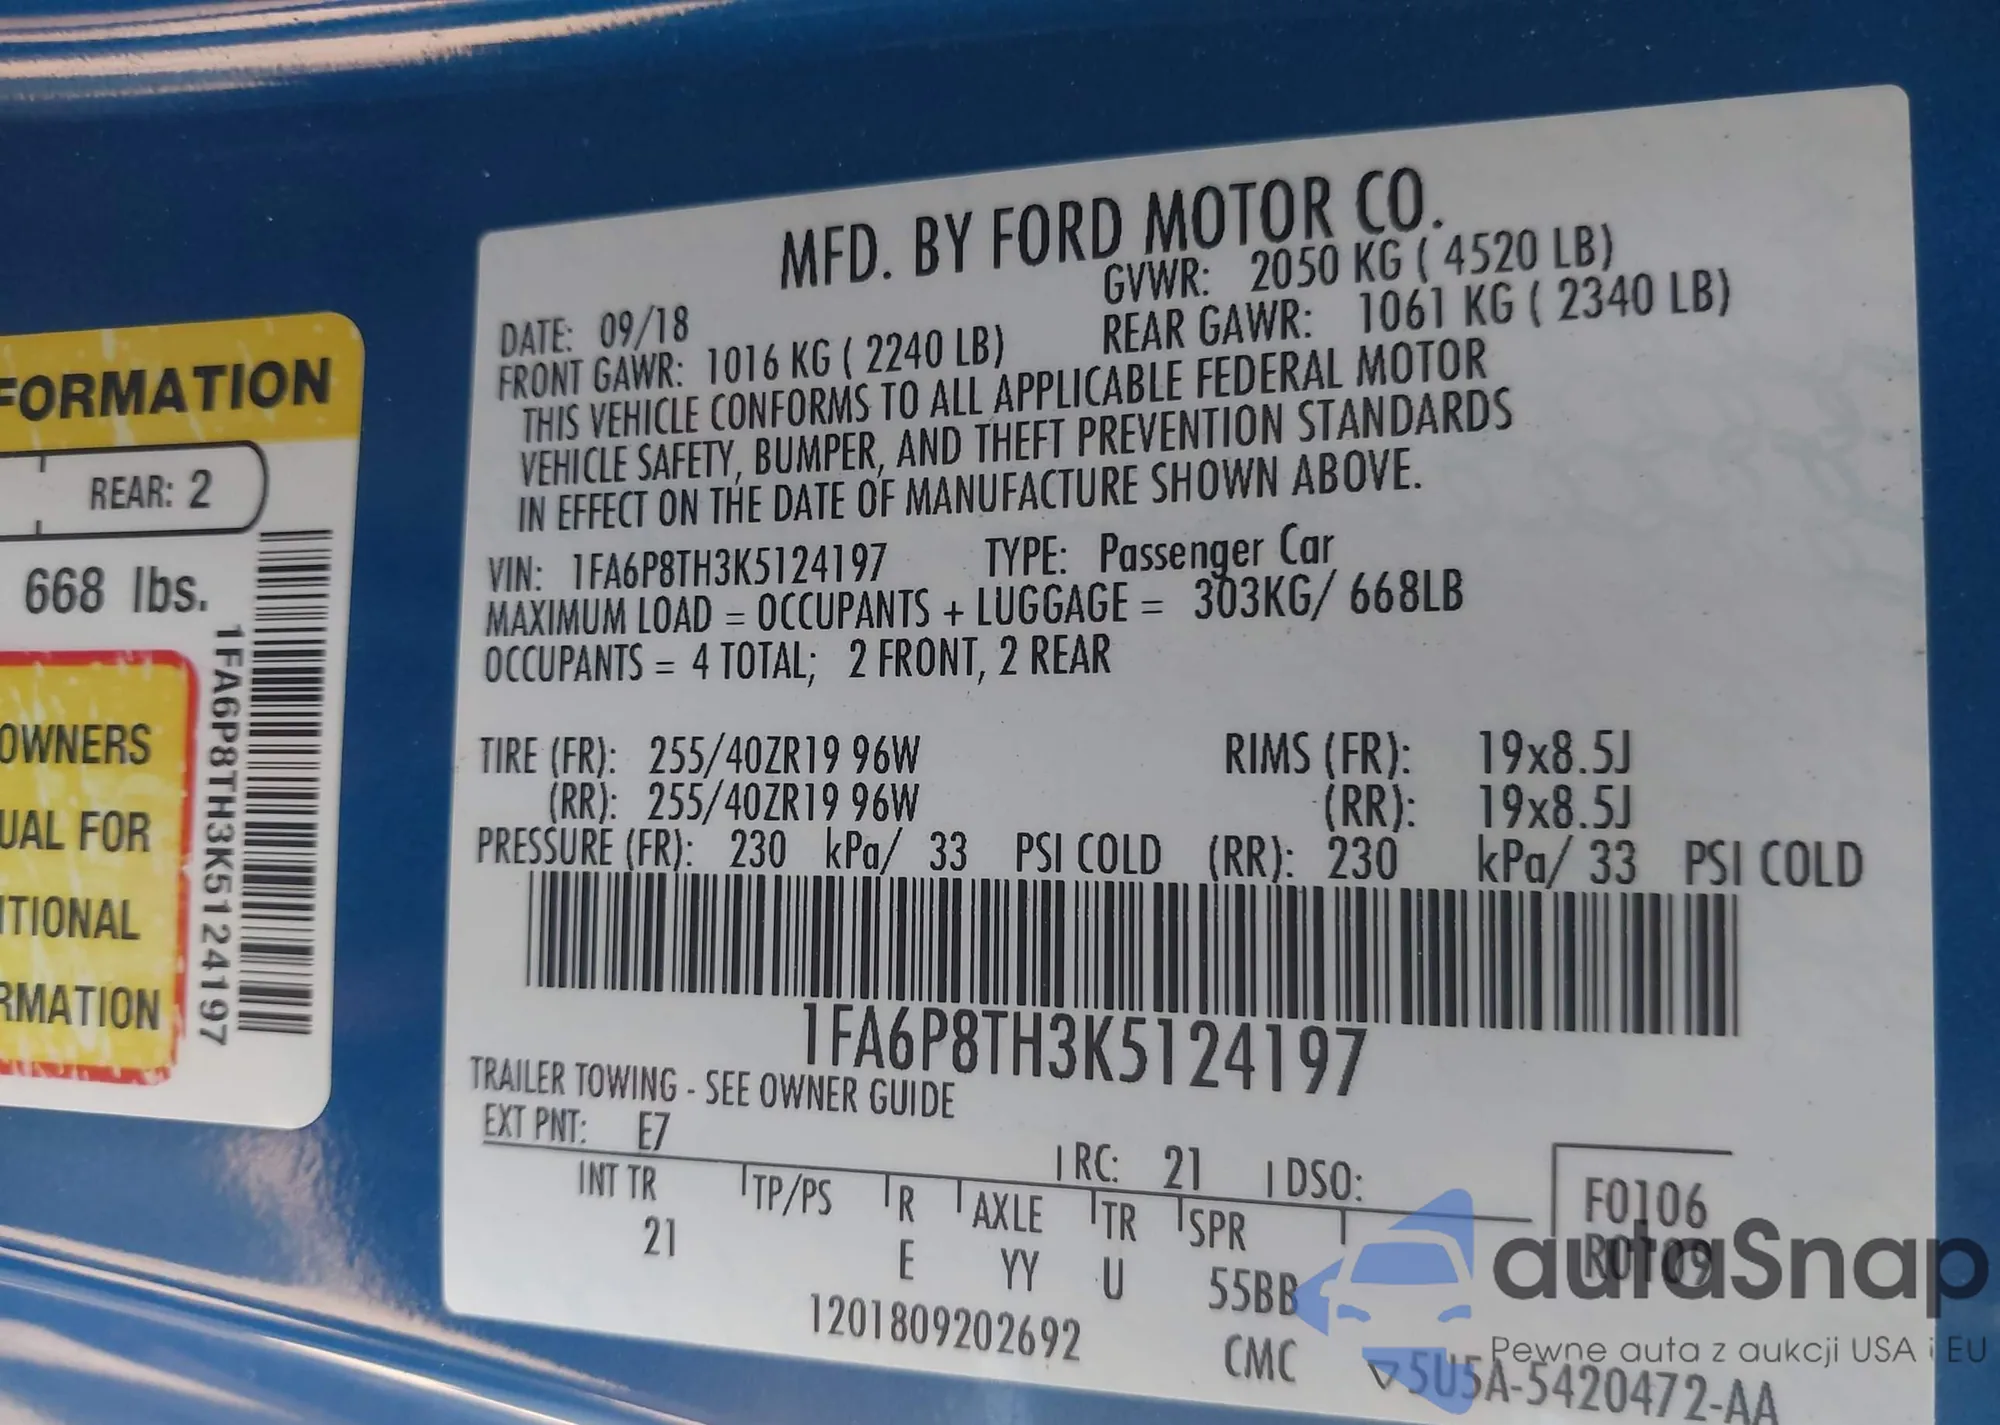 FORMATION
REAR: 2
668 lbs.
OWNERS
UAL FOR
ITIONAL
RMATION
1FA6P8TH3K5124197
MFD. BY FORD MOTOR CO.
DATE: 09/18 GVWR: 2050 KG ( 4520 LB)
FRONT GAWR: 1016 KG ( 2240 LB) REAR GAWR: 1061 KG ( 2340 LB)
THIS VEHICLE CONFORMS TO ALL APPLICABLE FEDERAL MOTOR
VEHICLE SAFETY, BUMPER, AND THEFT PREVENTION STANDARDS
IN EFFECT ON THE DATE OF MANUFACTURE SHOWN ABOVE.
VIN: 1FA6P8TH3K5124197 TYPE: Passenger Car
MAXIMUM LOAD = OCCUPANTS + LUGGAGE = 303KG/ 668LB
OCCUPANTS = 4 TOTAL; 2 FRONT, 2 REAR
TIRE (FR): 255/40ZR19 96W RIMS (FR): 19x8.5J
(RR): 255/40ZR19 96W (RR): 19x8.5J
PRESSURE (FR): 230 kPa/ 33 PSI COLD (RR): 230 kPa/ 33 PSI COLD
1FA6P8TH3K5124197
TRAILER TOWING - SEE OWNER GUIDE
EXT PNT: E7 RC: 21 DSO: F0106
INT TR TP/PS R AXLE TR SPR R0109
21 E YY U 55BB
1201809202692 CMC 5U5A-5420472-AA
autaSnap
Pewne auta z aukcji USA i EU